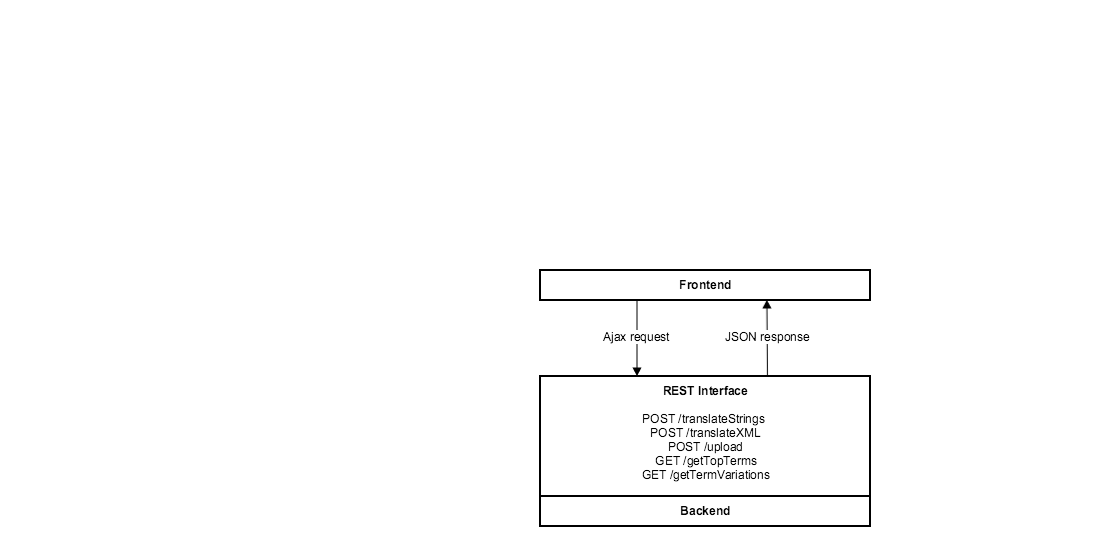 Frontend
Ajax request
JSON response
REST Interface
POST /translateStrings
POST /translateXML
POST /upload
GET /getTopTerms
GET /getTermVariations
Backend